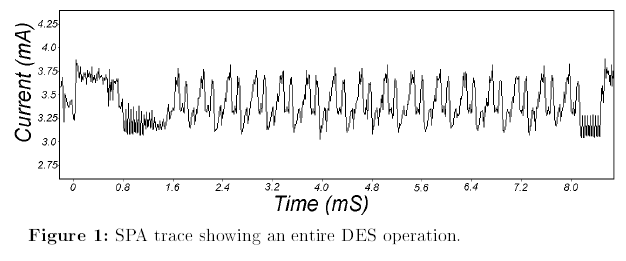 4.25
4.0
3.75
3.5
3.25
3.0
2.75
Current (mA)
0 0.8 1.6 2.4 3.2 4.0 4.8 5.6 6.4 7.2 8.0
Time (mS)
Figure 1: SPA trace showing an entire DES operation.